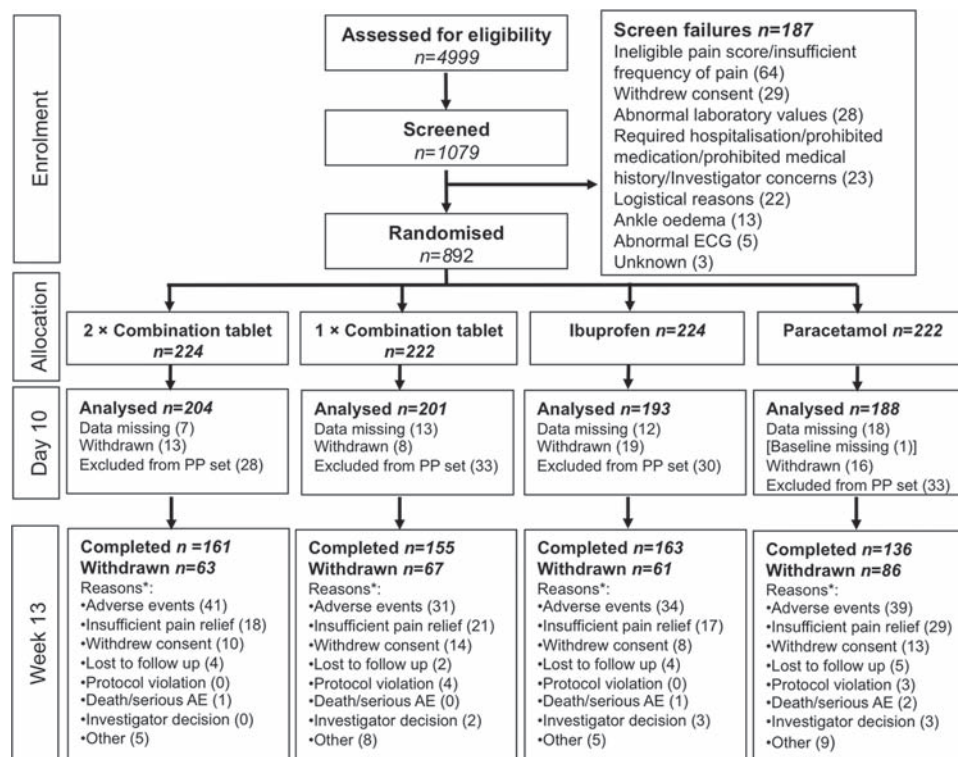 Enrolment
Assessed for eligibility
n=4999
Screened
n=1079
Randomised
n=892
Screen failures n=187
Ineligible pain score/insufficient
frequency of pain (64)
Withdrew consent (29)
Abnormal laboratory values (28)
Required hospitalisation/prohibited
medication/prohibited medical
history/Investigator concerns (23)
Logistical reasons (22)
Ankle oedema (13)
Abnormal ECG (5)
Unknown (3)
Allocation
2 × Combination tablet
n=224
1 × Combination tablet
n=222
Ibuprofen n=224
Paracetamol n=222
Day 10
Analysed n=204
Data missing (7)
Withdrawn (13)
Excluded from PP set (28)
Analysed n=201
Data missing (13)
Withdrawn (8)
Excluded from PP set (33)
Analysed n=193
Data missing (12)
Withdrawn (19)
Excluded from PP set (30)
Analysed n=188
Data missing (18)
[Baseline missing (1)]
Withdrawn (16)
Excluded from PP set (33)
Week 13
Completed n =161
Withdrawn n=63
Reasons*:
•Adverse events (41)
•Insufficient pain relief (18)
•Withdrew consent (10)
•Lost to follow up (4)
•Protocol violation (0)
•Death/serious AE (1)
•Investigator decision (0)
•Other (5)
Completed n=155
Withdrawn n=67
Reasons*:
•Adverse events (31)
•Insufficient pain relief (21)
•Withdrew consent (14)
•Lost to follow up (2)
•Protocol violation (4)
•Death/serious AE (0)
•Investigator decision (2)
•Other (8)
Completed n=163
Withdrawn n=61
Reasons*:
•Adverse events (34)
•Insufficient pain relief (17)
•Withdrew consent (8)
•Lost to follow up (4)
•Protocol violation (0)
•Death/serious AE (1)
•Investigator decision (3)
•Other (5)
Completed n=136
Withdrawn n=86
Reasons*:
•Adverse events (39)
•Insufficient pain relief (29)
•Withdrew consent (13)
•Lost to follow up (5)
•Protocol violation (3)
•Death/serious AE (2)
•Investigator decision (3)
•Other (9)